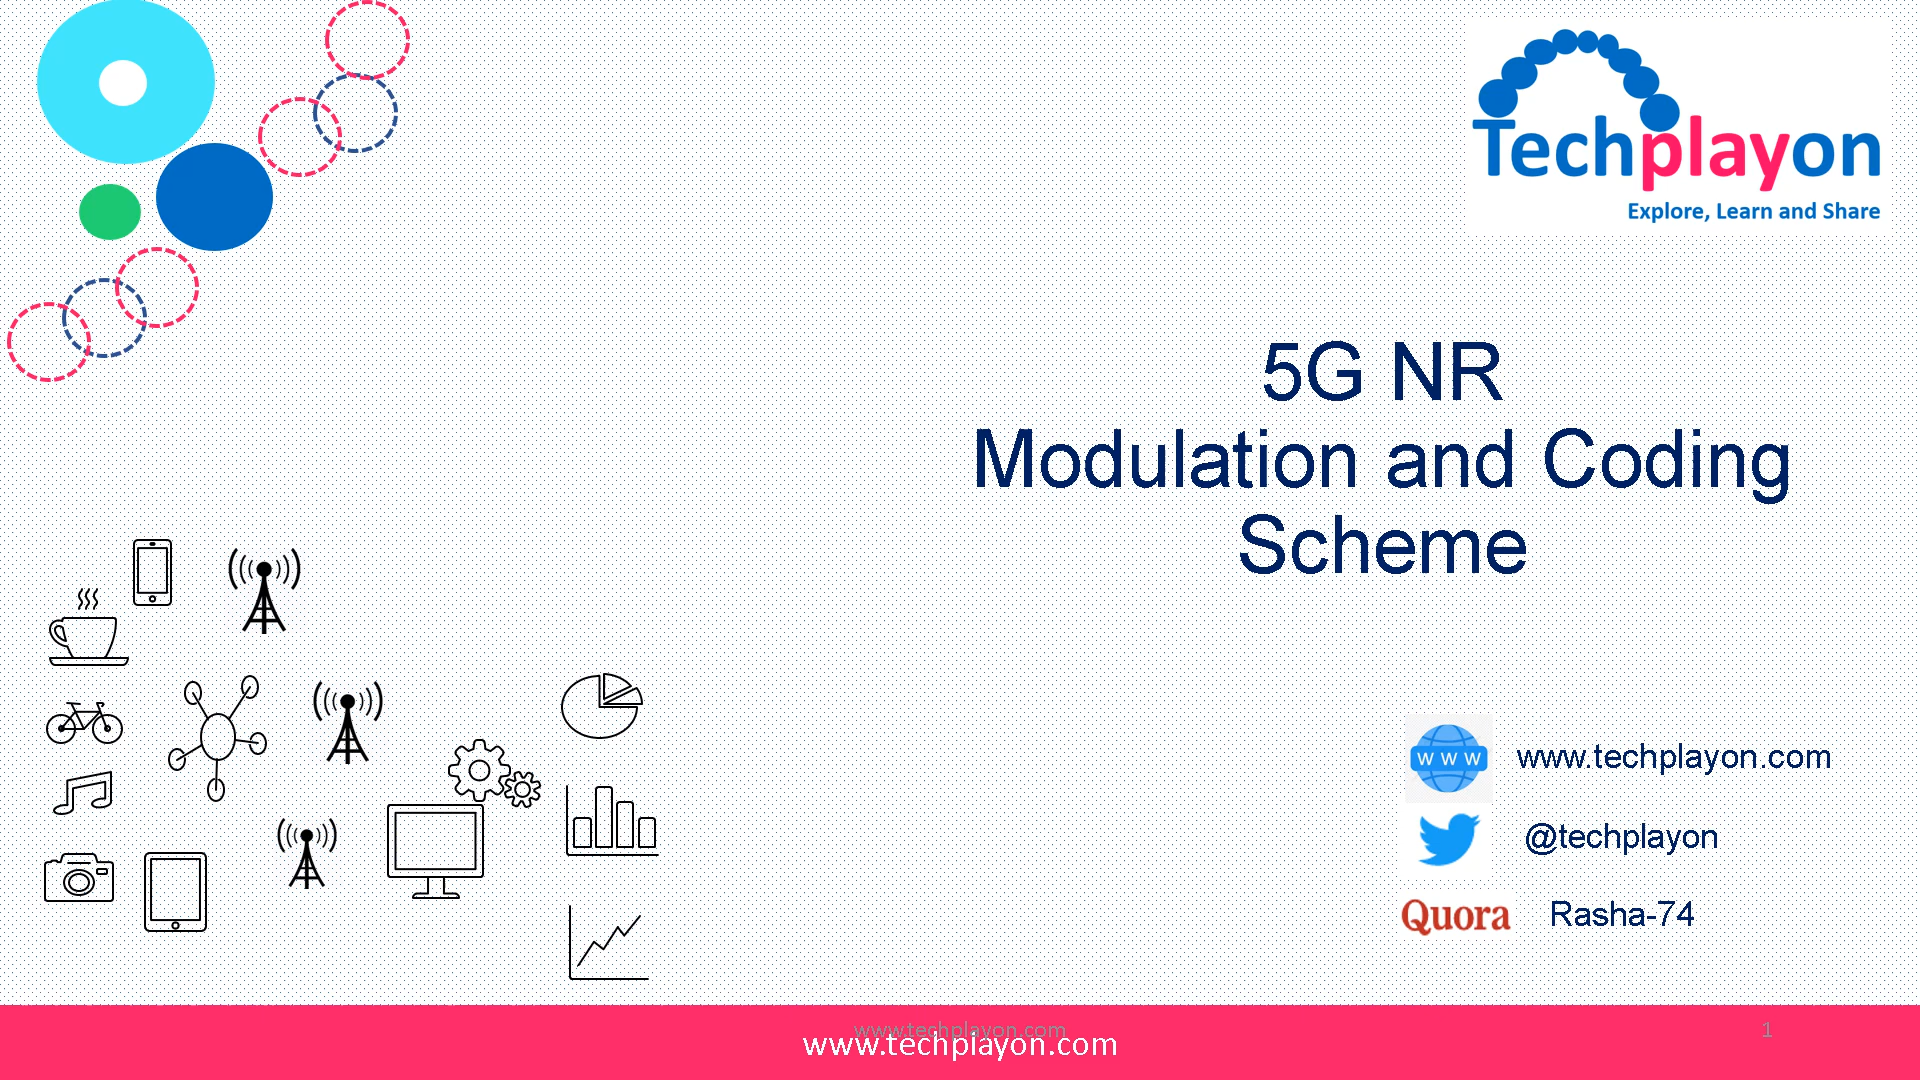 Techplayon
Explore, Learn and Share
5G NR
Modulation and Coding
Scheme
WWW
www.techplayon.com
@techplayon
Quora Rasha-74
www.techplayon.com
1
www.techplayon.com